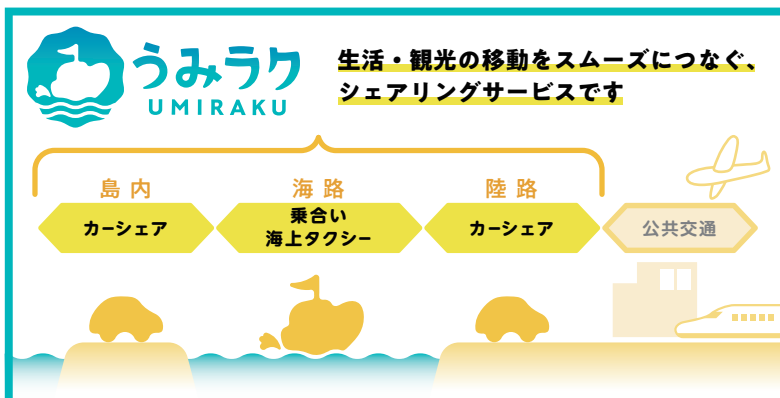 うみラク
UMIRAKU
生活・観光の移動をスムーズにつなぐ、
シェアリングサービスです
島内
海路
陸路
カーシェア
乗合い
海上タクシー
カーシェア
公共交通